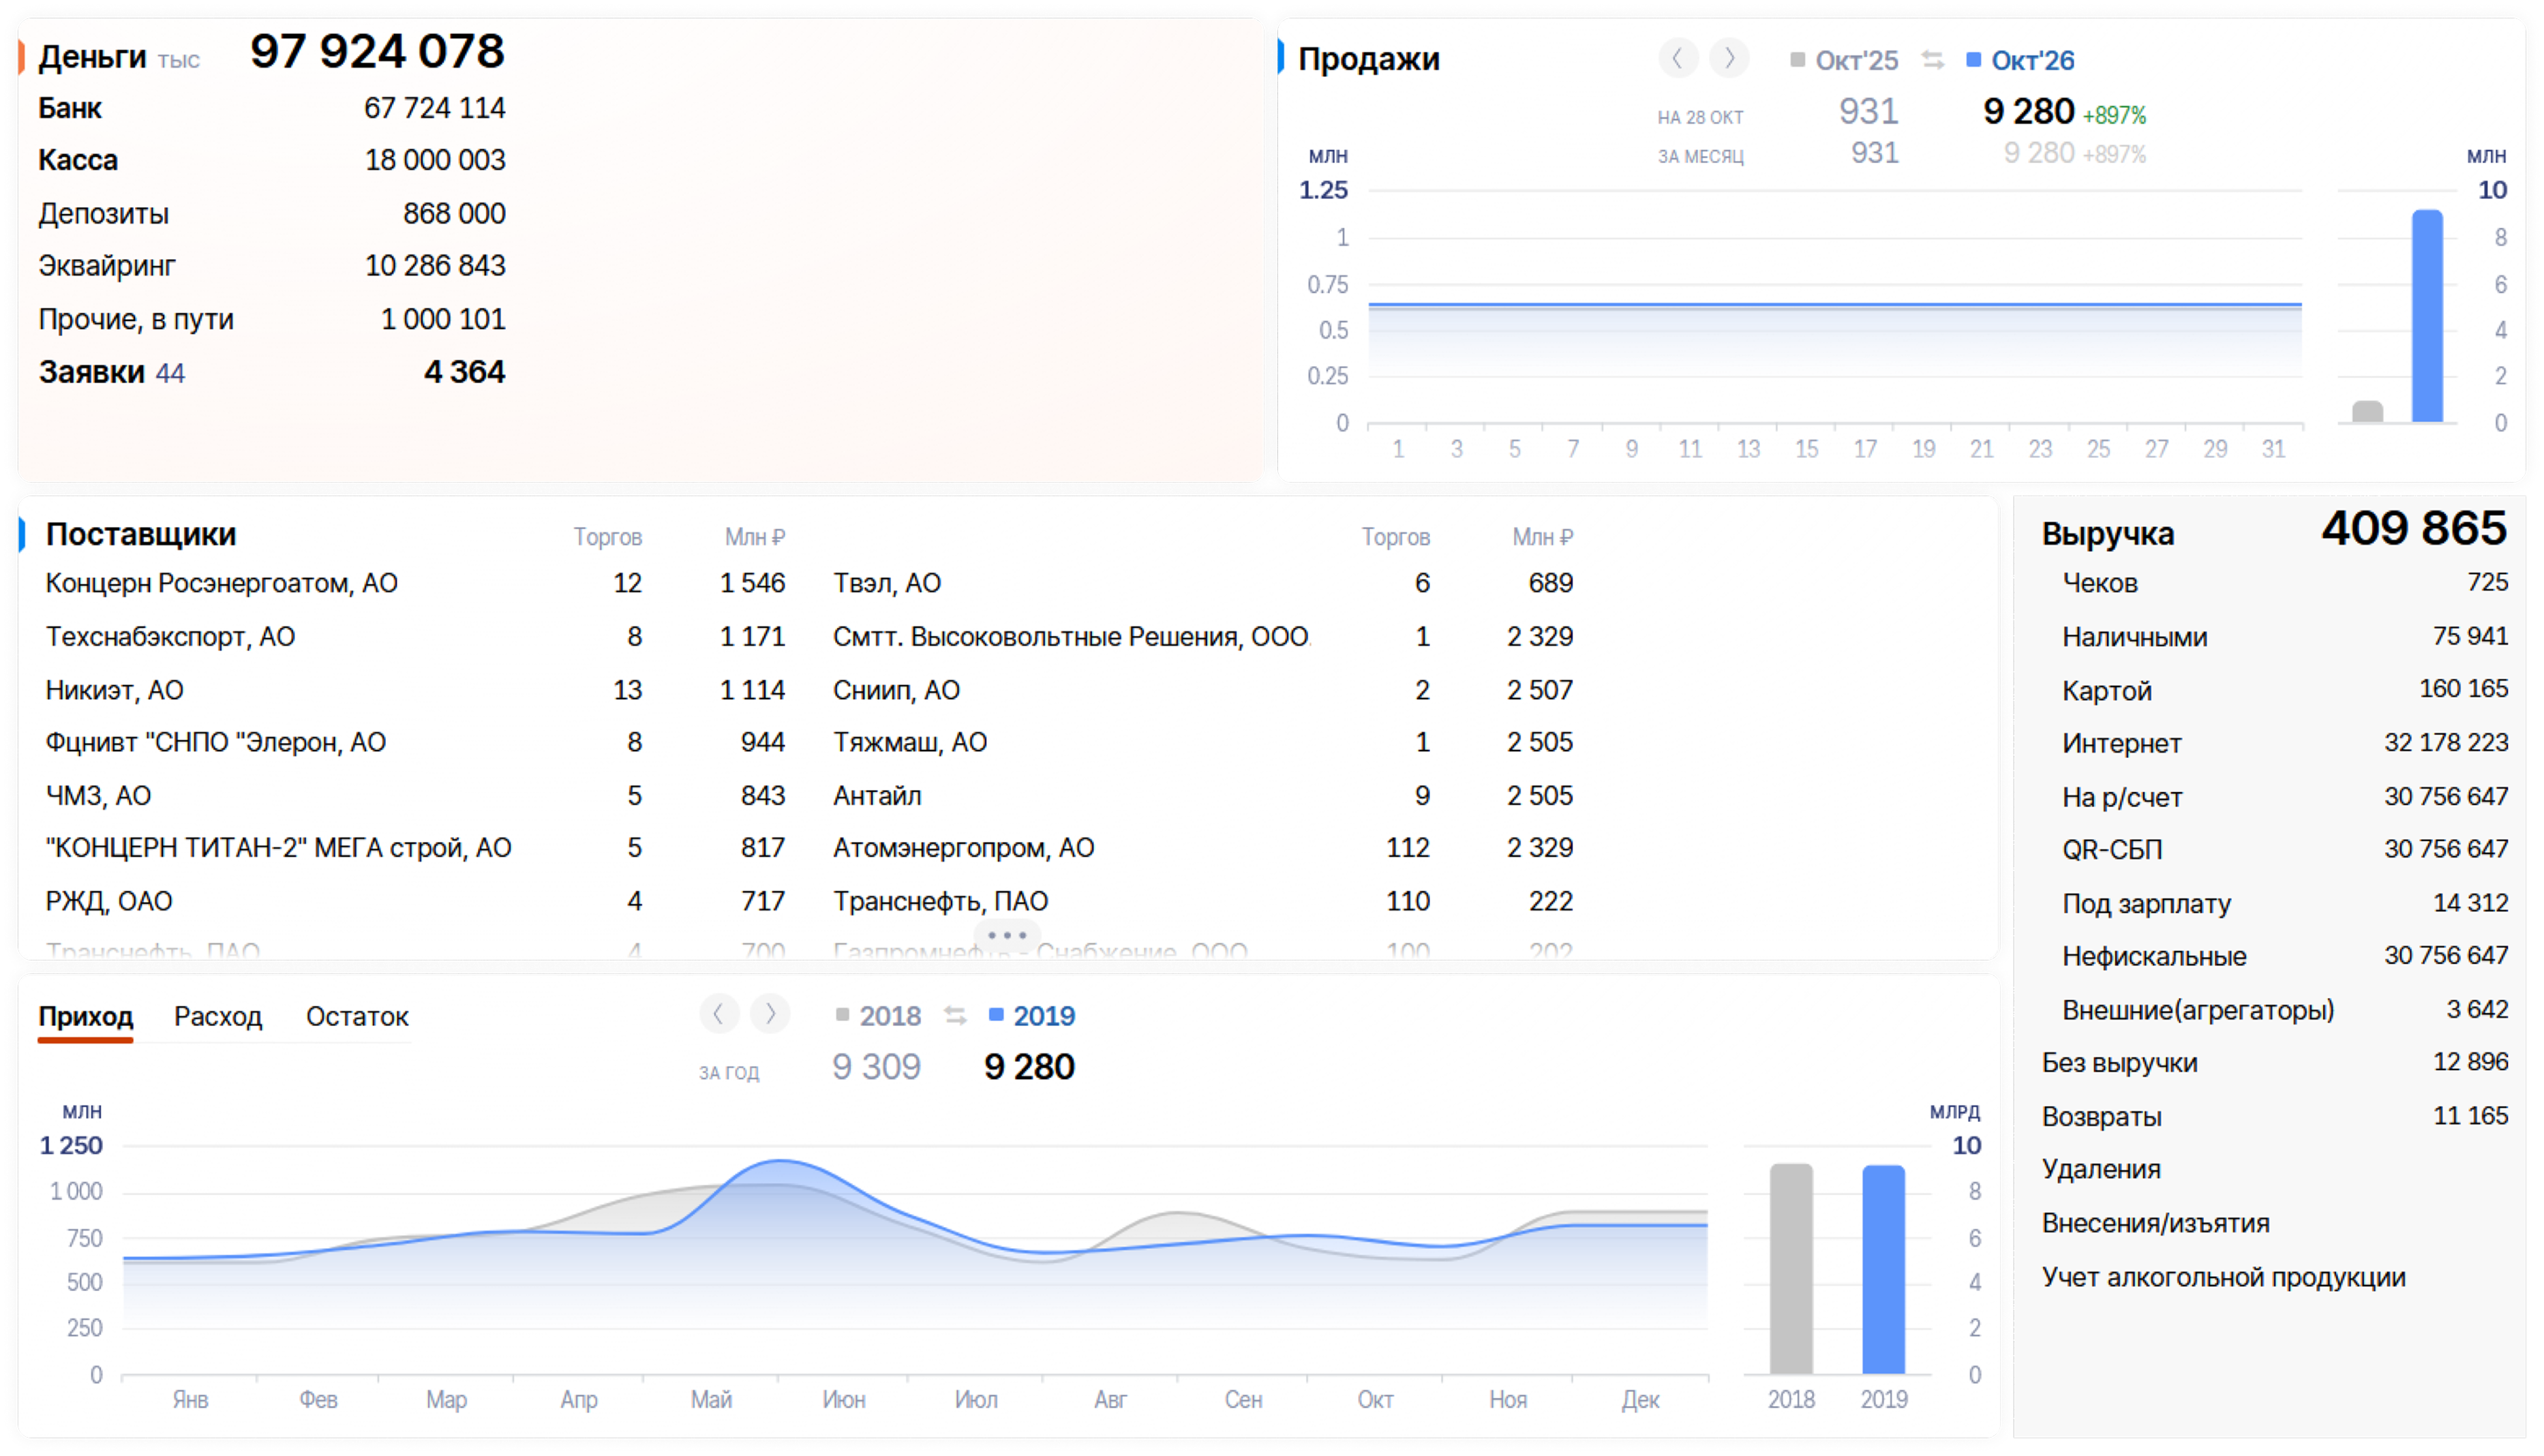 Деньги тыс 97 924 078
Банк 67 724 114
Касса 18 000 003
Депозиты 868 000
Эквайринг 10 286 843
Прочие, в пути 1 000 101
Заявки 44 4 364
Продажи Окт'25 Окт'26
НА 28 ОКТ 931 9 280 +897%
ЗА МЕСЯЦ 931 9 280 +897%
МЛН МЛН
1.25 10
1 8
0.75 6
0.5 4
0.25 2
0 0
1 3 5 7 9 11 13 15 17 19 21 23 25 27 29 31
Поставщики Торгов Млн ₽ Торгов Млн ₽
Концерн Росэнергоатом, АО 12 1 546 Твэл, АО 6 689
Техснабэкспорт, АО 8 1 171 Смтт. Высоковольтные Решения, ООО. 1 2 329
Никиэт, АО 13 1 114 Сниип, АО 2 2 507
Фцнивт "СНПО "Элерон, АО 8 944 Тяжмаш, АО 1 2 505
ЧМЗ, АО 5 843 Антайл 9 2 505
"КОНЦЕРН ТИТАН-2" МЕГА строй, АО 5 817 Атомэнергопром, АО 112 2 329
РЖД, ОАО 4 717 Транснефть, ПАО 110 222
Транснефть, ПАО 4 700 Газпромнефть - Снабжение, ООО 100 202
Выручка 409 865
Чеков 725
Наличными 75 941
Картой 160 165
Интернет 32 178 223
На р/счет 30 756 647
QR-СБП 30 756 647
Под зарплату 14 312
Нефискальные 30 756 647
Внешние(агрегаторы) 3 642
Без выручки 12 896
Возвраты 11 165
Удаления
Внесения/изъятия
Учет алкогольной продукции
Приход Расход Остаток 2018 2019
ЗА ГОД 9 309 9 280
МЛН МЛРД
1 250 10
1 000 8
750 6
500 4
250 2
0 0
Янв Фев Мар Апр Май Июн Июл Авг Сен Окт Ноя Дек 2018 2019